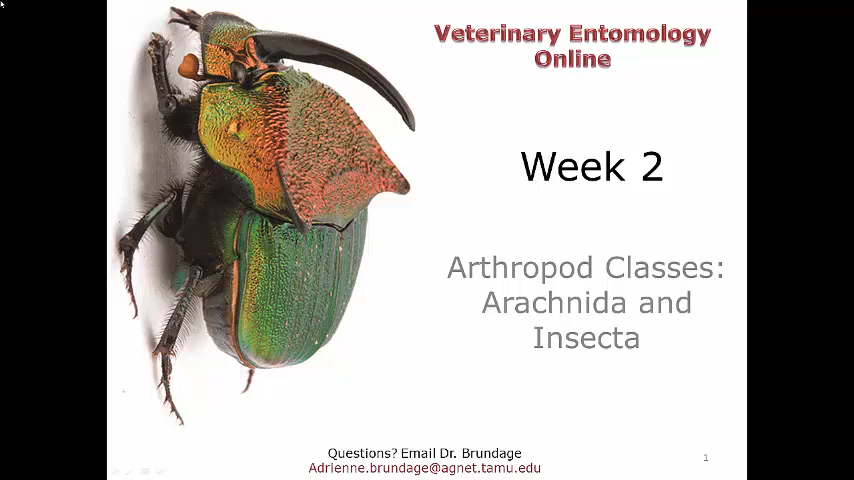 Veterinary Entomology
Online
Week 2
Arthropod Classes:
Arachnida and
Insecta
Questions? Email Dr. Brundage
Adrienne.brundage@agnet.tamu.edu
1